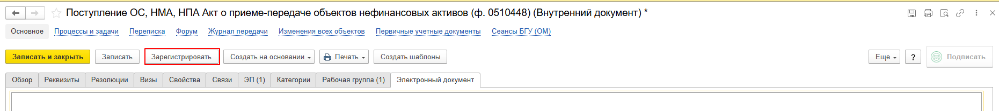 Поступление ОС, НМА, НПА Акт о приеме-передаче объектов нефинансовых активов (ф. 0510448) (Внутренний документ) *
Основное Процессы и задачи Переписка Форум Журнал передачи Изменения всех объектов Первичные учетные документы Сеансы БГУ (ОМ)
Записать и закрыть Записать Зарегистрировать Создать на основании Печать Создать шаблоны Еще ? Подписать
Обзор Реквизиты Резолюции Визы Свойства Связи ЭП (1) Категории Рабочая группа (1) Электронный документ